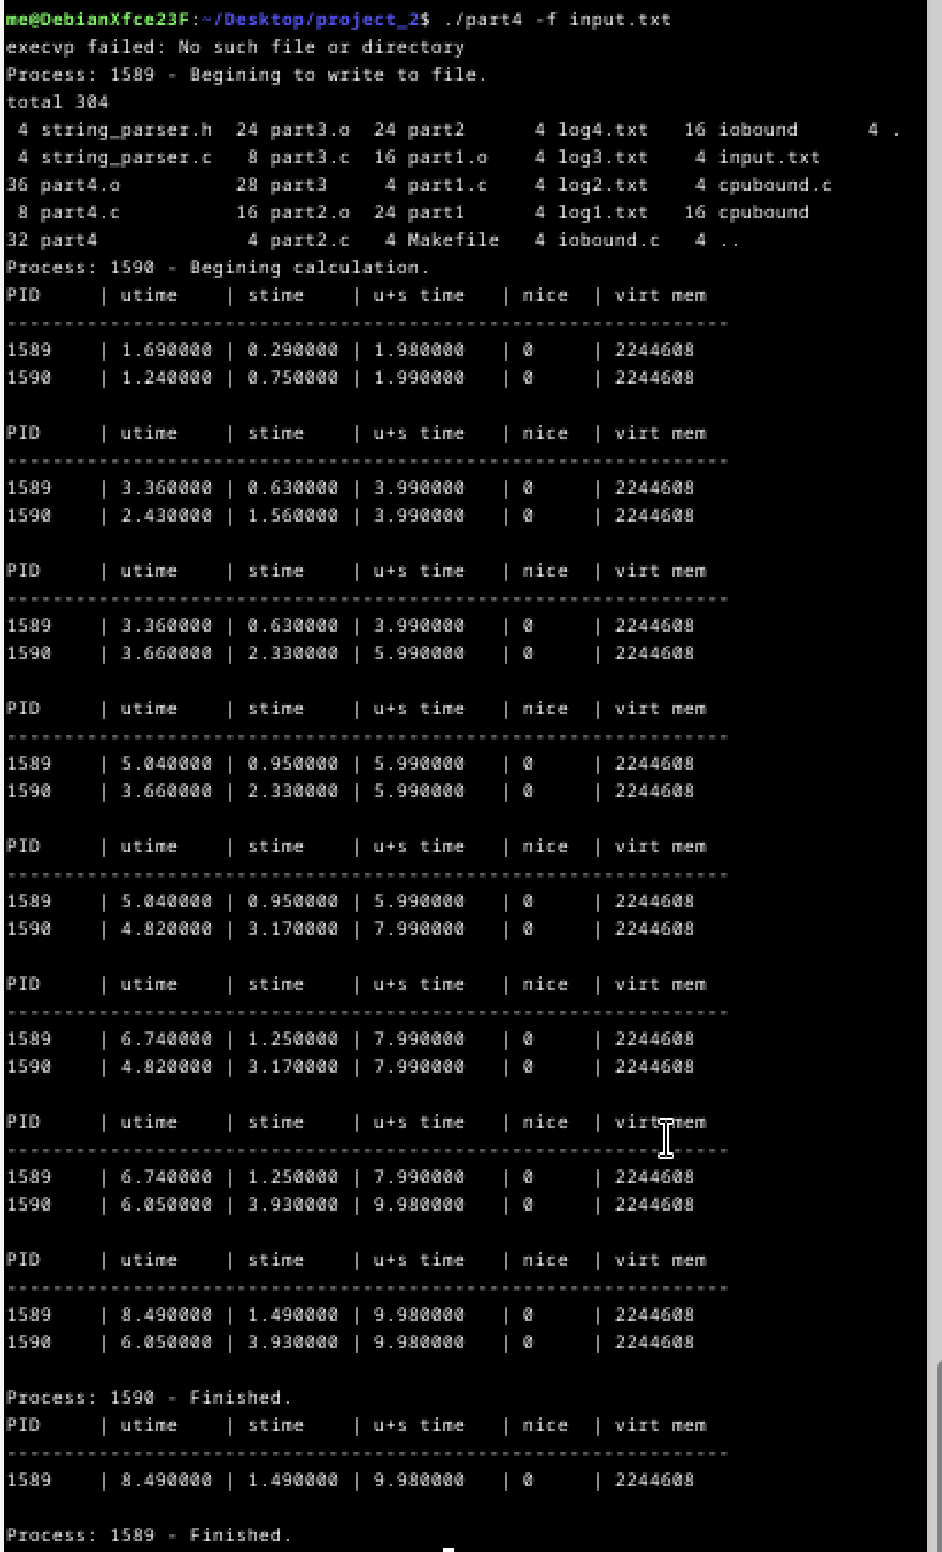 me@DebianXfce23F:~/Desktop/project_2$ ./part4 -f input.txt
execvp failed: No such file or directory
Process: 1589 - Begining to write to file.
total 304
 4 string_parser.h  24 part3.o  24 part2       4 log4.txt   16 iobound       4 .
 4 string_parser.c   8 part3.c  16 part1.o     4 log3.txt    4 input.txt
36 part4.o          28 part3     4 part1.c     4 log2.txt    4 cpubound.c
 8 part4.c          16 part2.o  24 part1       4 log1.txt   16 cpubound
32 part4             4 part2.c   4 Makefile    4 iobound.c   4 ..
Process: 1590 - Begining calculation.
PID      | utime    | stime    | u+s time   | nice  | virt mem
-------------------------------------------------------------------
1589     | 1.690000 | 0.290000 | 1.980000   | 0     | 2244608
1590     | 1.240000 | 0.750000 | 1.990000   | 0     | 2244608

PID      | utime    | stime    | u+s time   | nice  | virt mem
-------------------------------------------------------------------
1589     | 3.360000 | 0.630000 | 3.990000   | 0     | 2244608
1590     | 2.430000 | 1.560000 | 3.990000   | 0     | 2244608

PID      | utime    | stime    | u+s time   | nice  | virt mem
-------------------------------------------------------------------
1589     | 3.360000 | 0.630000 | 3.990000   | 0     | 2244608
1590     | 3.660000 | 2.330000 | 5.990000   | 0     | 2244608

PID      | utime    | stime    | u+s time   | nice  | virt mem
-------------------------------------------------------------------
1589     | 5.040000 | 0.950000 | 5.990000   | 0     | 2244608
1590     | 3.660000 | 2.330000 | 5.990000   | 0     | 2244608

PID      | utime    | stime    | u+s time   | nice  | virt mem
-------------------------------------------------------------------
1589     | 5.040000 | 0.950000 | 5.990000   | 0     | 2244608
1590     | 4.820000 | 3.170000 | 7.990000   | 0     | 2244608

PID      | utime    | stime    | u+s time   | nice  | virt mem
-------------------------------------------------------------------
1589     | 6.740000 | 1.250000 | 7.990000   | 0     | 2244608
1590     | 4.820000 | 3.170000 | 7.990000   | 0     | 2244608

PID      | utime    | stime    | u+s time   | nice  | virt mem
-------------------------------------------------------------------
1589     | 6.740000 | 1.250000 | 7.990000   | 0     | 2244608
1590     | 6.050000 | 3.930000 | 9.980000   | 0     | 2244608

PID      | utime    | stime    | u+s time   | nice  | virt mem
-------------------------------------------------------------------
1589     | 8.490000 | 1.490000 | 9.980000   | 0     | 2244608
1590     | 6.050000 | 3.930000 | 9.980000   | 0     | 2244608

Process: 1590 - Finished.
PID      | utime    | stime    | u+s time   | nice  | virt mem
-------------------------------------------------------------------
1589     | 8.490000 | 1.490000 | 9.980000   | 0     | 2244608

Process: 1589 - Finished.